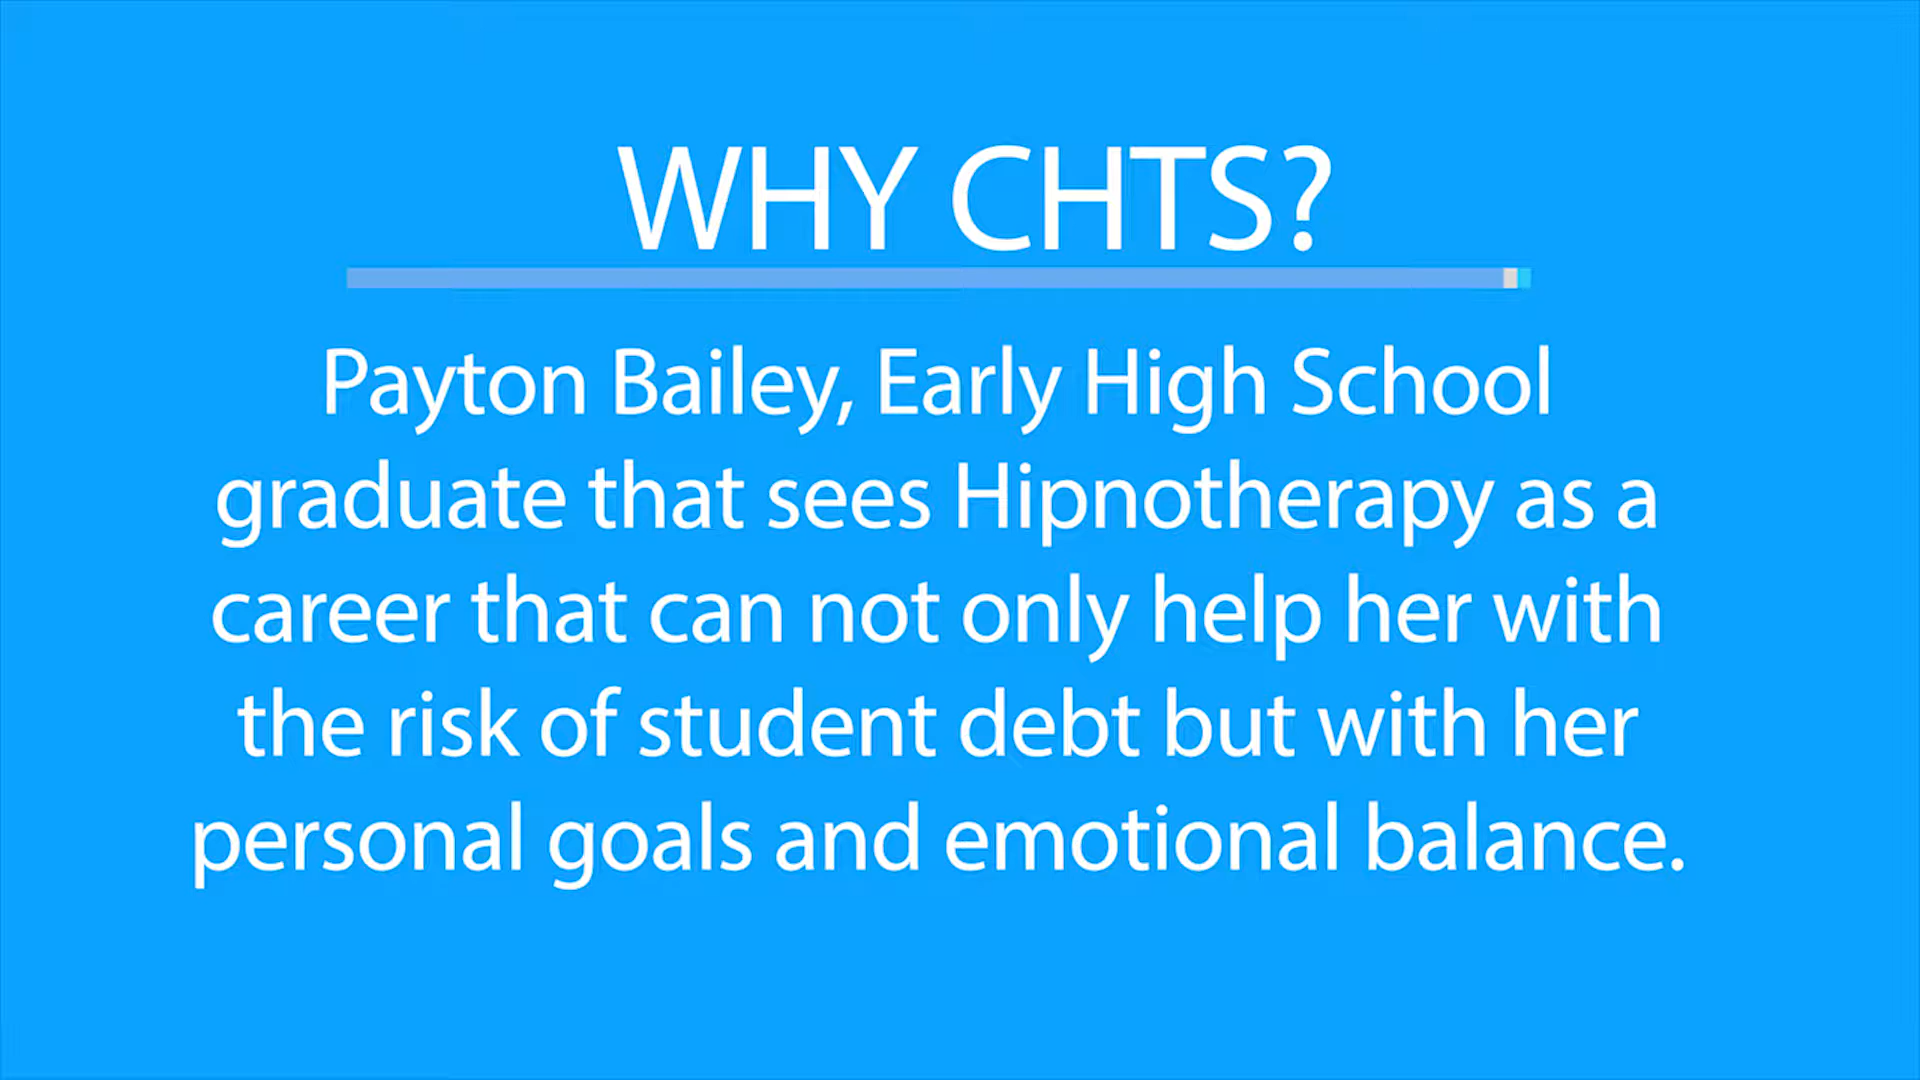 WHY CHTS?
Payton Bailey, Early High School
graduate that sees Hipnotherapy as a
career that can not only help her with
the risk of student debt but with her
personal goals and emotional balance.